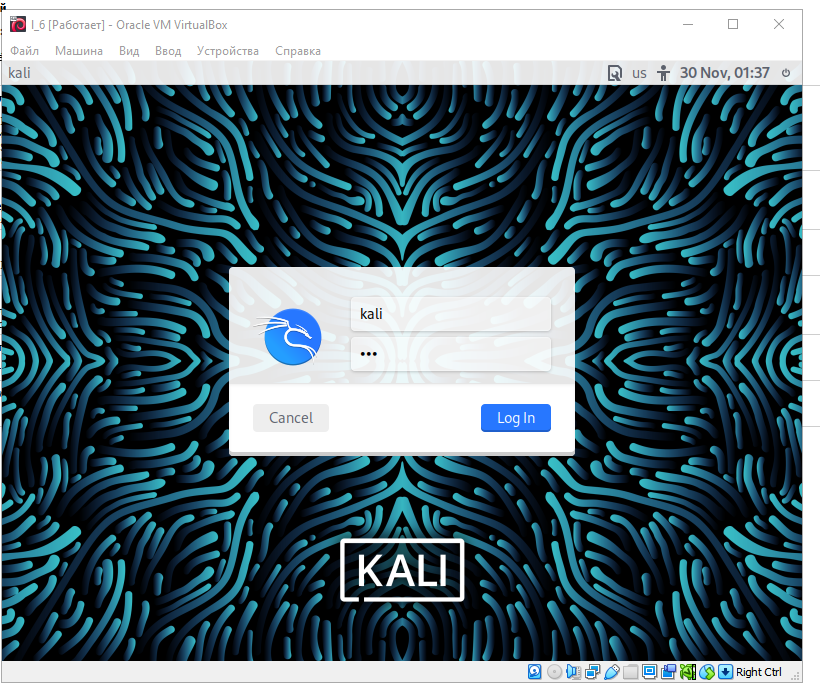 l_6 [Работает] - Oracle VM VirtualBox
Файл Машина Вид Ввод Устройства Справка
kali us 30 Nov, 01:37
kali
•••
Cancel Log In
KALI
Right Ctrl